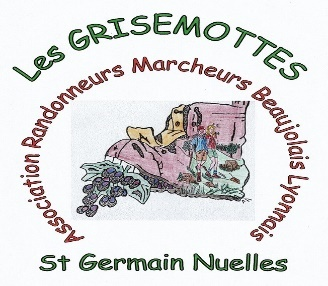 Les GRISEMOTTES
Association Randonneurs Marcheurs Beaujolais Lyonnais
St Germain Nuelles